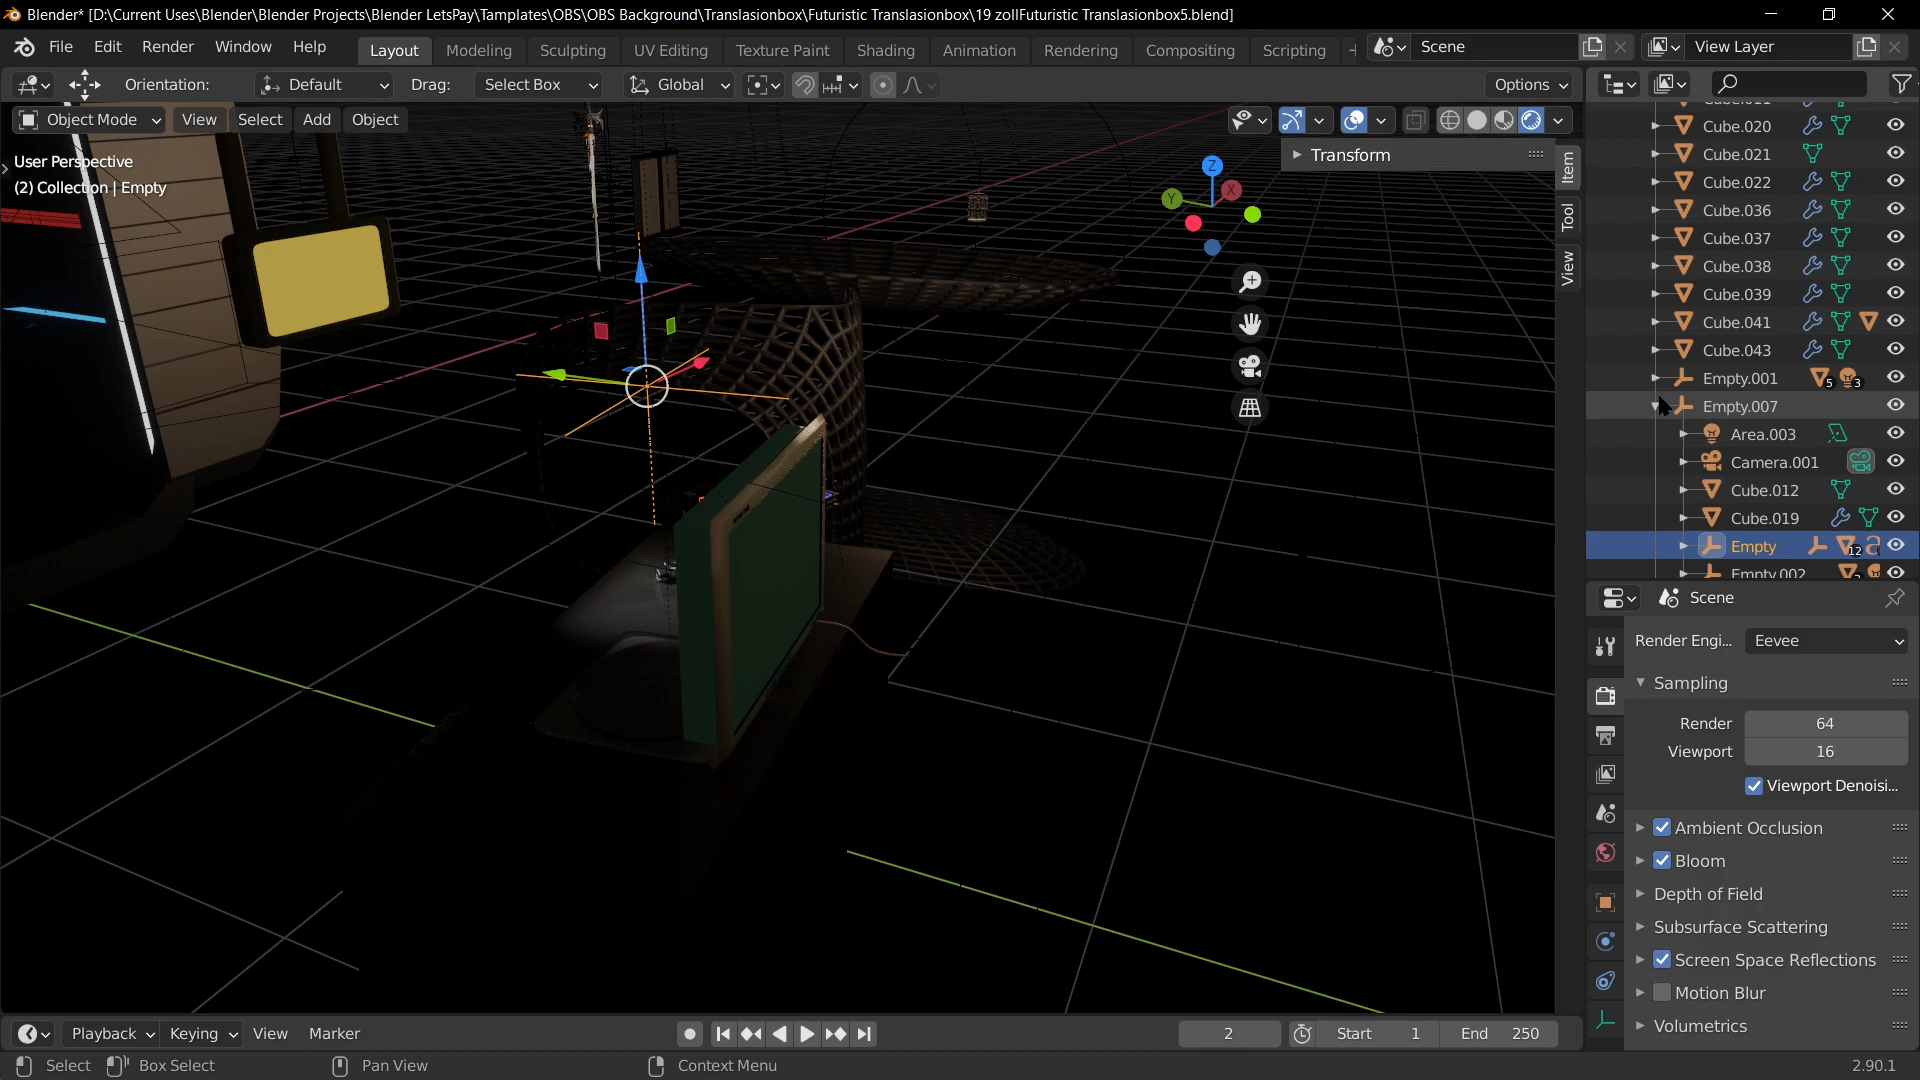 Blender* [D:\Current Uses\Blender\Blender Projects\Blender LetsPay\Tamplates\OBS\OBS Background\Translasionbox\Futuristic Translasionbox\19 zollFuturistic Translasionbox5.blend]
File Edit Render Window Help Layout Modeling Sculpting UV Editing Texture Paint Shading Animation Rendering Compositing Scripting Scene View Layer
Orientation: Default Drag: Select Box Global Options
Object Mode View Select Add Object
User Perspective
(2) Collection | Empty
Transform
Item
Tool
View
Z
Y
X
Cube.011
Cube.020
Cube.021
Cube.022
Cube.036
Cube.037
Cube.038
Cube.039
Cube.041
Cube.043
Empty.001 5 3
Empty.007
Area.003
Camera.001
Cube.012
Cube.019
Empty 12
Empty.002
Scene
Render Engi... Eevee
Sampling
Render 64
Viewport 16
Viewport Denoisi...
Ambient Occlusion
Bloom
Depth of Field
Subsurface Scattering
Screen Space Reflections
Motion Blur
Volumetrics
Playback Keying View Marker 2 Start 1 End 250
Select Box Select Pan View Context Menu 2.90.1